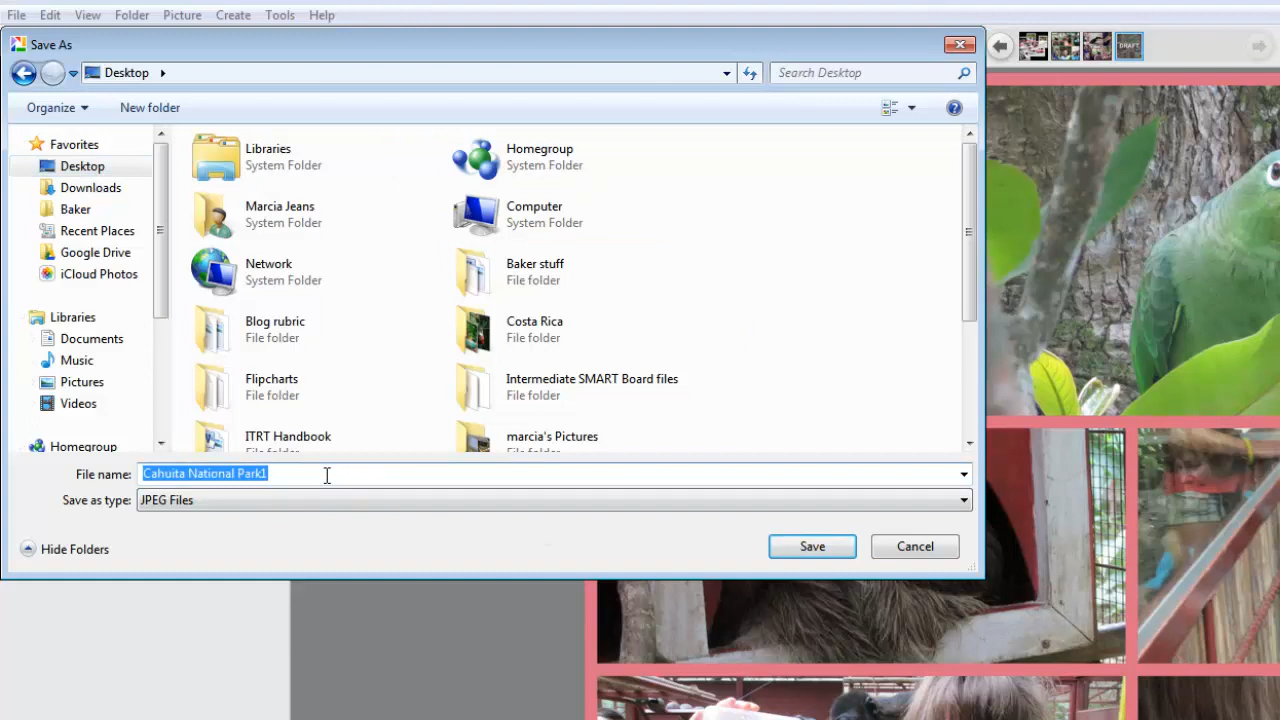 File Edit View Folder Picture Create Tools Help
Save As
Desktop
Search Desktop
DRAFT
Organize New folder
Favorites
Desktop
Downloads
Baker
Recent Places
Google Drive
iCloud Photos
Libraries
Documents
Music
Pictures
Videos
Homegroup
Libraries
System Folder
Homegroup
System Folder
Marcia Jeans
System Folder
Computer
System Folder
Network
System Folder
Baker stuff
File folder
Blog rubric
File folder
Costa Rica
File folder
Flipcharts
File folder
Intermediate SMART Board files
File folder
ITRT Handbook
marcia's Pictures
File name: Cahuita National Park1
Save as type: JPEG Files
Hide Folders
Save
Cancel